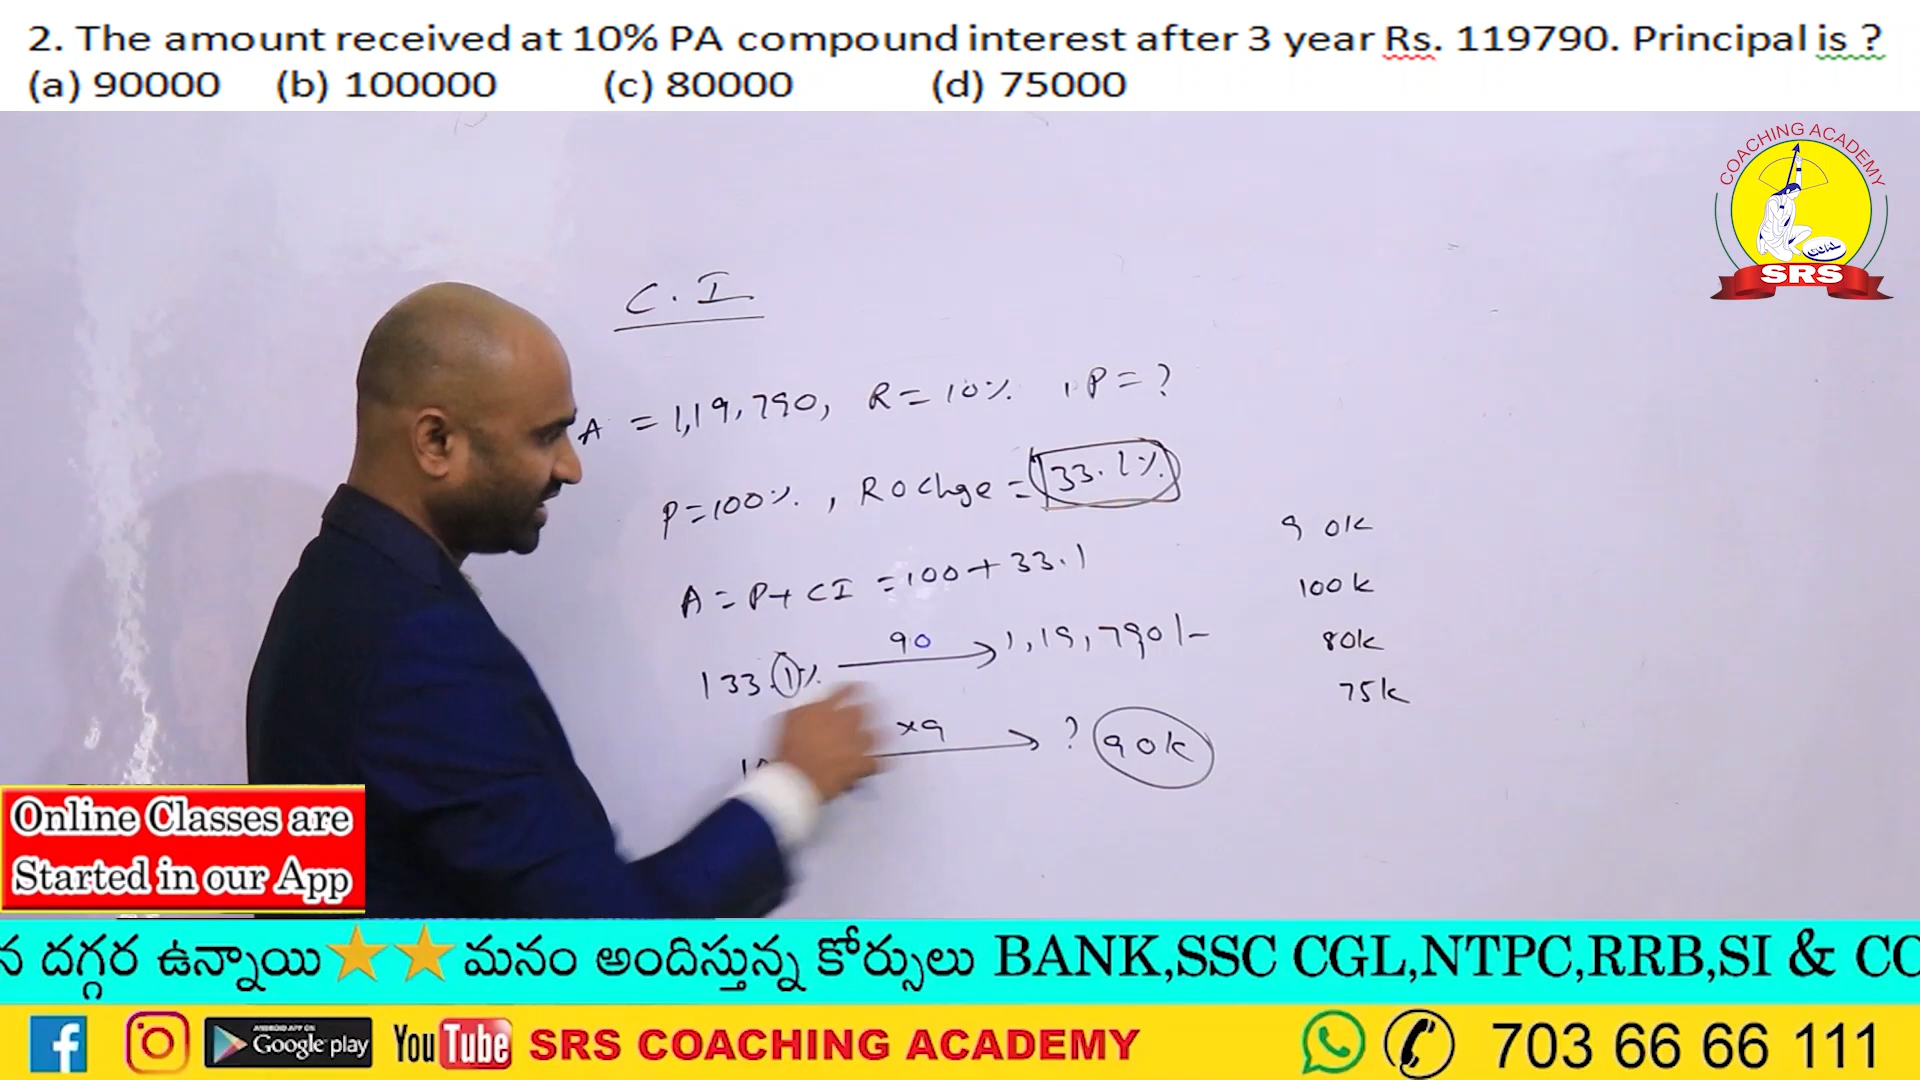 2. The amount received at 10% PA compound interest after 3 year Rs. 119790. Principal is ?
(a) 90000 (b) 100000 (c) 80000 (d) 75000
COACHING ACADEMY
SRS
C.I
A = 1,19,790, R = 10% , P = ?
P = 100% , R o Chge = 33.1%
A = P + CI = 100 + 33.1
133.1% 90 → 1,19,790/-
×9 → ? 90k
90k
100k
80k
75k
Online Classes are
Started in our App
న దగ్గర ఉన్నాయి మనం అందిస్తున్న కోర్సులు BANK,SSC CGL,NTPC,RRB,SI & CO
ANDROID APP ON
Google play
YouTube
SRS COACHING ACADEMY
703 66 66 111